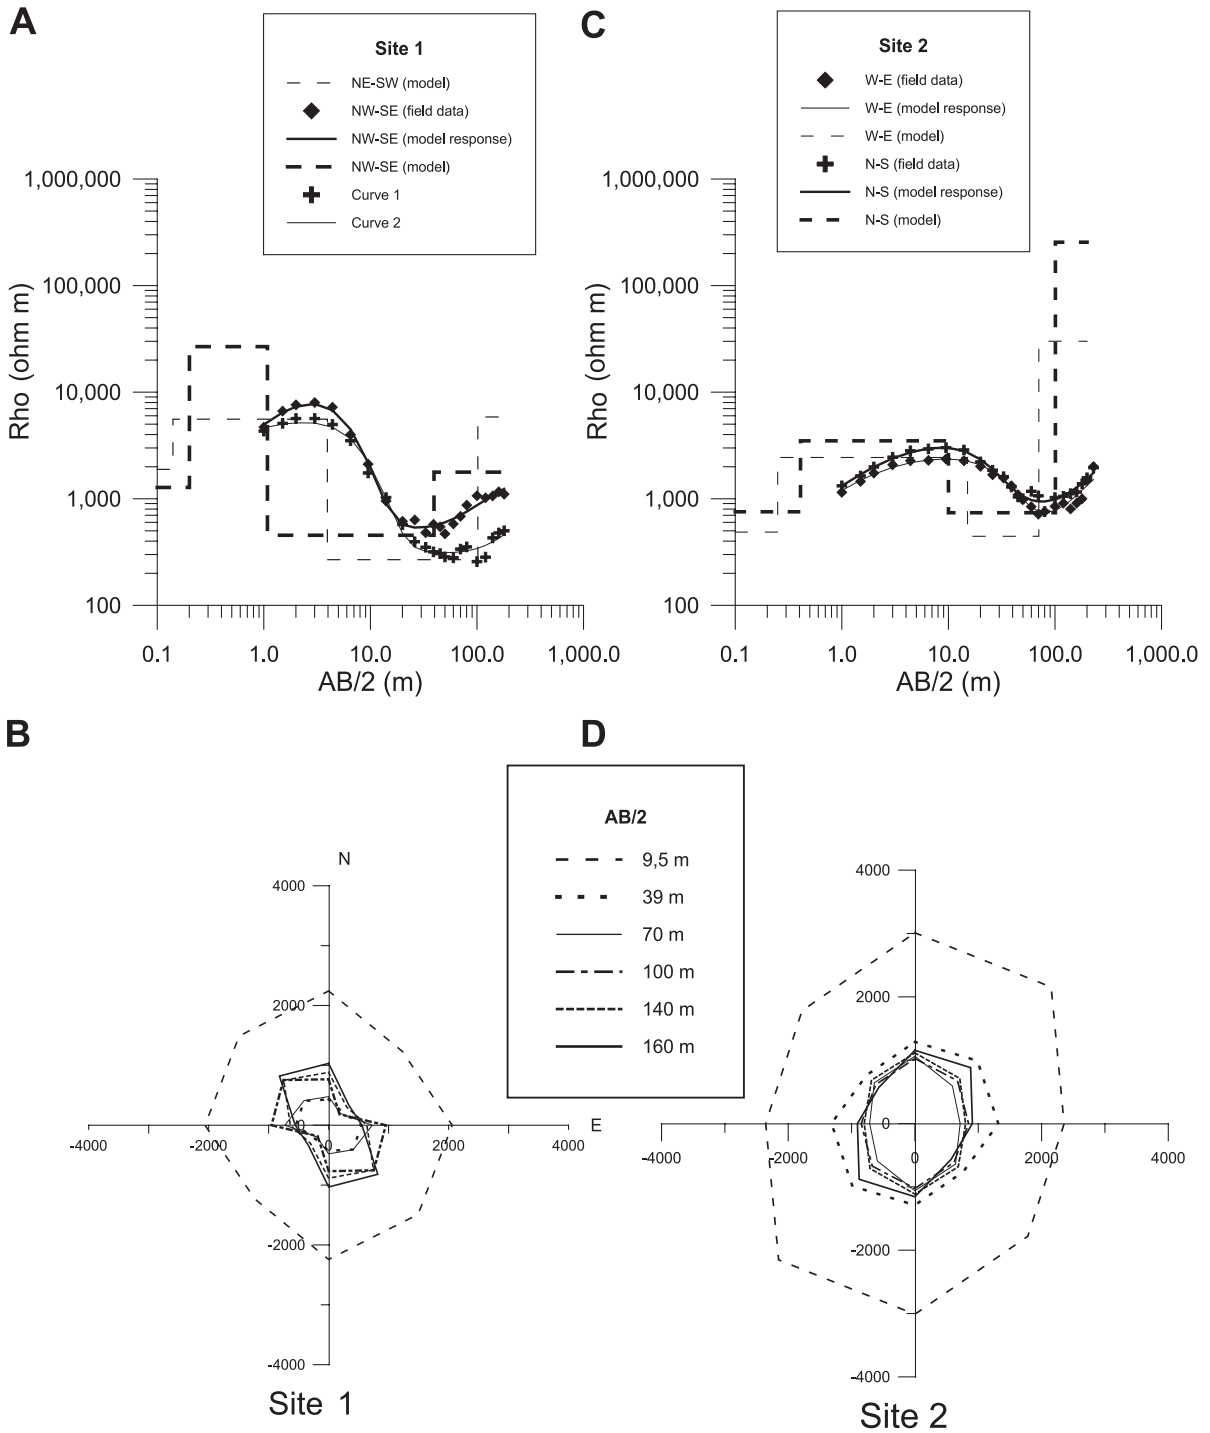 A
Site 1
NE-SW (model)
NW-SE (field data)
NW-SE (model response)
NW-SE (model)
Curve 1
Curve 2
1,000,000
100,000
10,000
1,000
100
Rho (ohm m)
0.1
1.0
10.0
100.0
1,000.0
AB/2 (m)
C
Site 2
W-E (field data)
W-E (model response)
W-E (model)
N-S (field data)
N-S (model response)
N-S (model)
1,000,000
100,000
10,000
1,000
100
Rho (ohm m)
0.1
1.0
10.0
100.0
1,000.0
AB/2 (m)
B
N
4000
2000
0
-2000
-4000
-4000
-2000
0
2000
4000
E
Site 1
AB/2
9,5 m
39 m
70 m
100 m
140 m
160 m
D
4000
2000
0
-2000
-4000
-4000
-2000
0
2000
4000
Site 2